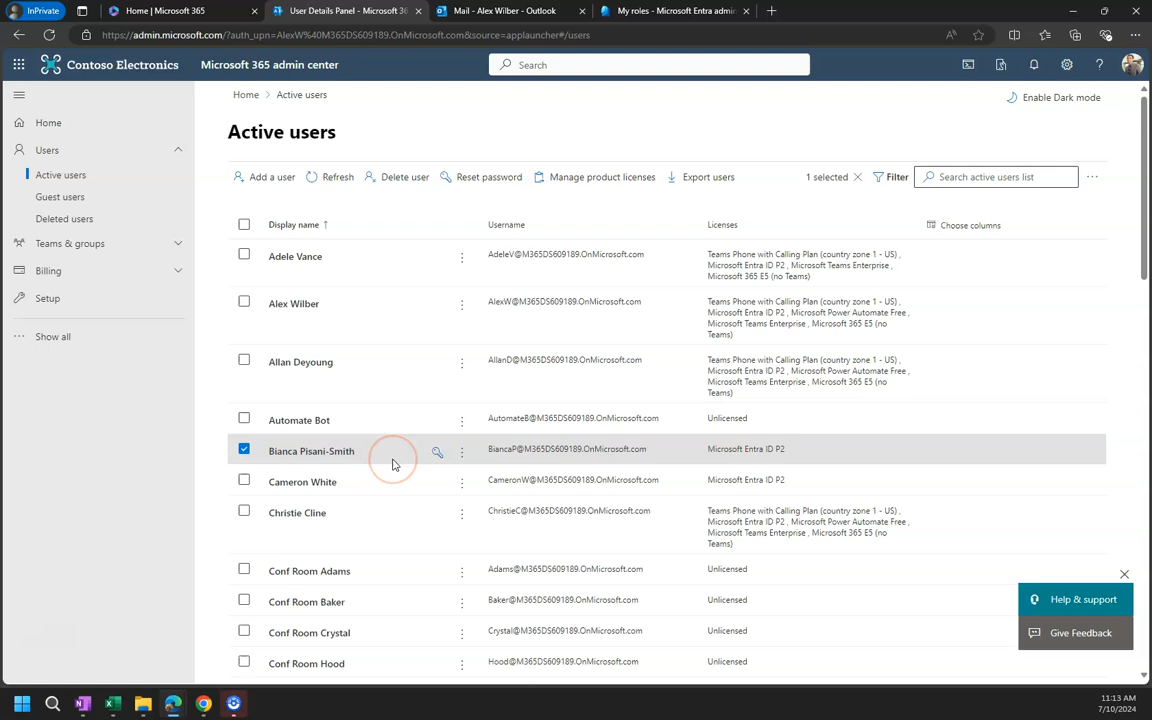 InPrivate
Home | Microsoft 365
User Details Panel - Microsoft 36
Mail - Alex Wilber - Outlook
My roles - Microsoft Entra admin
https://admin.microsoft.com/?auth_upn=AlexW%40M365DS609189.OnMicrosoft.com&source=applauncher#/users
Contoso Electronics
Microsoft 365 admin center
Search
Home
Users
Active users
Guest users
Deleted users
Teams & groups
Billing
Setup
Show all
Home > Active users
Enable Dark mode
Active users
Add a user
Refresh
Delete user
Reset password
Manage product licenses
Export users
1 selected
Filter
Search active users list
Display name ↑
Username
Licenses
Choose columns
Adele Vance
AdeleV@M365DS609189.OnMicrosoft.com
Teams Phone with Calling Plan (country zone 1 - US) ,
Microsoft Entra ID P2 , Microsoft Teams Enterprise ,
Microsoft 365 E5 (no Teams)
Alex Wilber
AlexW@M365DS609189.OnMicrosoft.com
Teams Phone with Calling Plan (country zone 1 - US) ,
Microsoft Entra ID P2 , Microsoft Power Automate Free ,
Microsoft Teams Enterprise , Microsoft 365 E5 (no
Teams)
Allan Deyoung
AllanD@M365DS609189.OnMicrosoft.com
Teams Phone with Calling Plan (country zone 1 - US) ,
Microsoft Entra ID P2 , Microsoft Power Automate Free ,
Microsoft Teams Enterprise , Microsoft 365 E5 (no
Teams)
Automate Bot
AutomateB@M365DS609189.OnMicrosoft.com
Unlicensed
Bianca Pisani-Smith
BiancaP@M365DS609189.OnMicrosoft.com
Microsoft Entra ID P2
Cameron White
CameronW@M365DS609189.OnMicrosoft.com
Microsoft Entra ID P2
Christie Cline
ChristieC@M365DS609189.OnMicrosoft.com
Teams Phone with Calling Plan (country zone 1 - US) ,
Microsoft Entra ID P2 , Microsoft Power Automate Free ,
Microsoft Teams Enterprise , Microsoft 365 E5 (no
Teams)
Conf Room Adams
Adams@M365DS609189.OnMicrosoft.com
Unlicensed
Conf Room Baker
Baker@M365DS609189.OnMicrosoft.com
Unlicensed
Conf Room Crystal
Crystal@M365DS609189.OnMicrosoft.com
Unlicensed
Conf Room Hood
Hood@M365DS609189.OnMicrosoft.com
Unlicensed
Help & support
Give Feedback
11:13 AM
7/10/2024